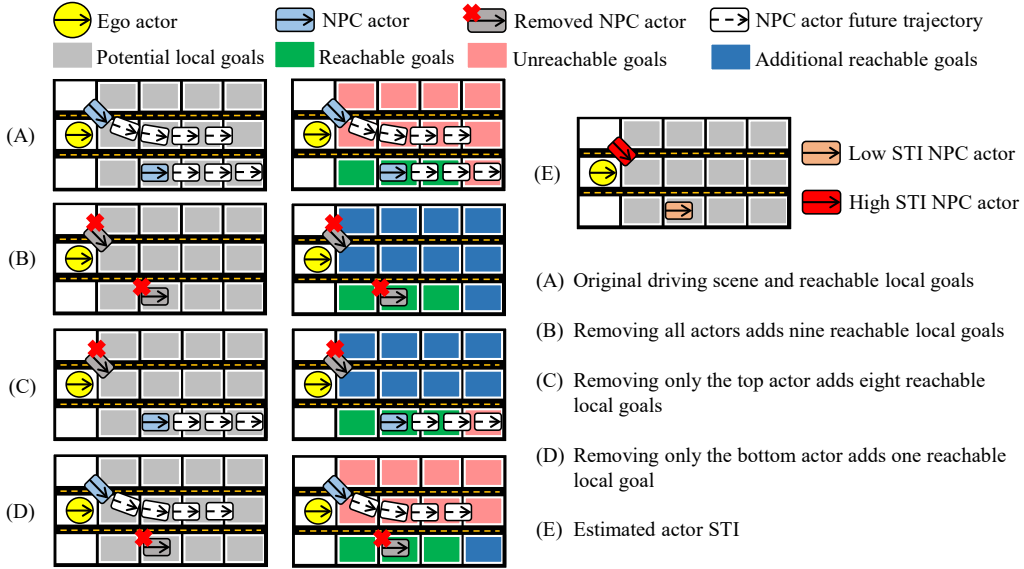 Ego actor
NPC actor
Removed NPC actor
NPC actor future trajectory
Potential local goals
Reachable goals
Unreachable goals
Additional reachable goals
(A)
(B)
(C)
(D)
(E)
Low STI NPC actor
High STI NPC actor
(A) Original driving scene and reachable local goals
(B) Removing all actors adds nine reachable local goals
(C) Removing only the top actor adds eight reachable
local goals
(D) Removing only the bottom actor adds one reachable
local goal
(E) Estimated actor STI